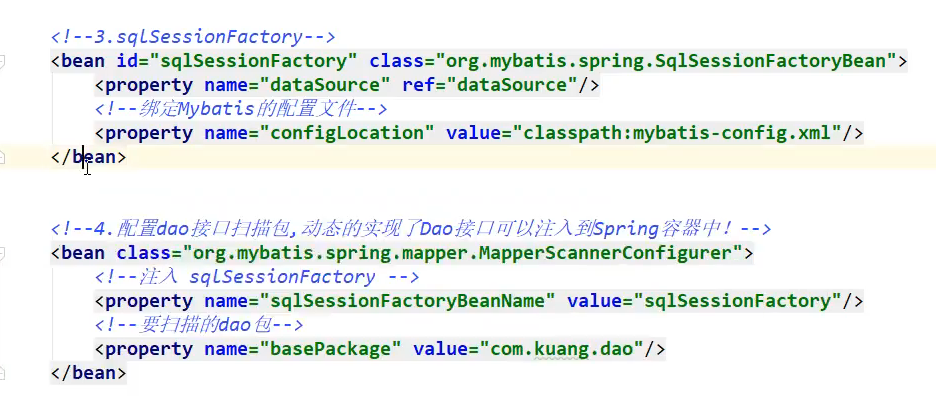 <!--3.sqlSessionFactory-->
<bean id="sqlSessionFactory" class="org.mybatis.spring.SqlSessionFactoryBean">
<property name="dataSource" ref="dataSource"/>
<!--绑定Mybatis的配置文件-->
<property name="configLocation" value="classpath:mybatis-config.xml"/>
</bean>
<!--4.配置dao接口扫描包,动态的实现了Dao接口可以注入到Spring容器中！-->
<bean class="org.mybatis.spring.mapper.MapperScannerConfigurer">
<!--注入 sqlSessionFactory -->
<property name="sqlSessionFactoryBeanName" value="sqlSessionFactory"/>
<!--要扫描的dao包-->
<property name="basePackage" value="com.kuang.dao"/>
</bean>